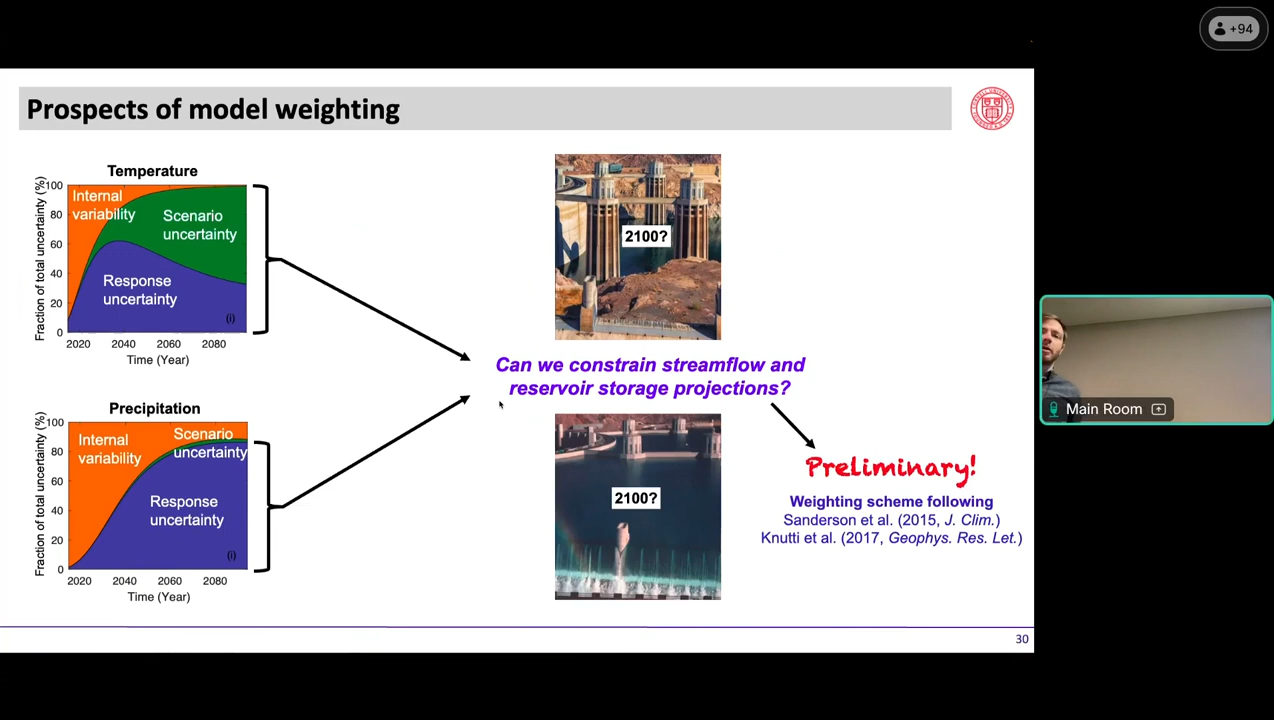 +94
Prospects of model weighting
Temperature
Fraction of total uncertainty (%)
100
80
60
40
20
0
Internal
variability
Scenario
uncertainty
Response
uncertainty
(i)
2020 2040 2060 2080
Time (Year)
Precipitation
Fraction of total uncertainty (%)
100
80
60
40
20
0
Internal
variability
Scenario
uncertainty
Response
uncertainty
(i)
2020 2040 2060 2080
Time (Year)
2100?
Can we constrain streamflow and
reservoir storage projections?
2100?
Preliminary!
Weighting scheme following
Sanderson et al. (2015, J. Clim.)
Knutti et al. (2017, Geophys. Res. Let.)
30
Main Room